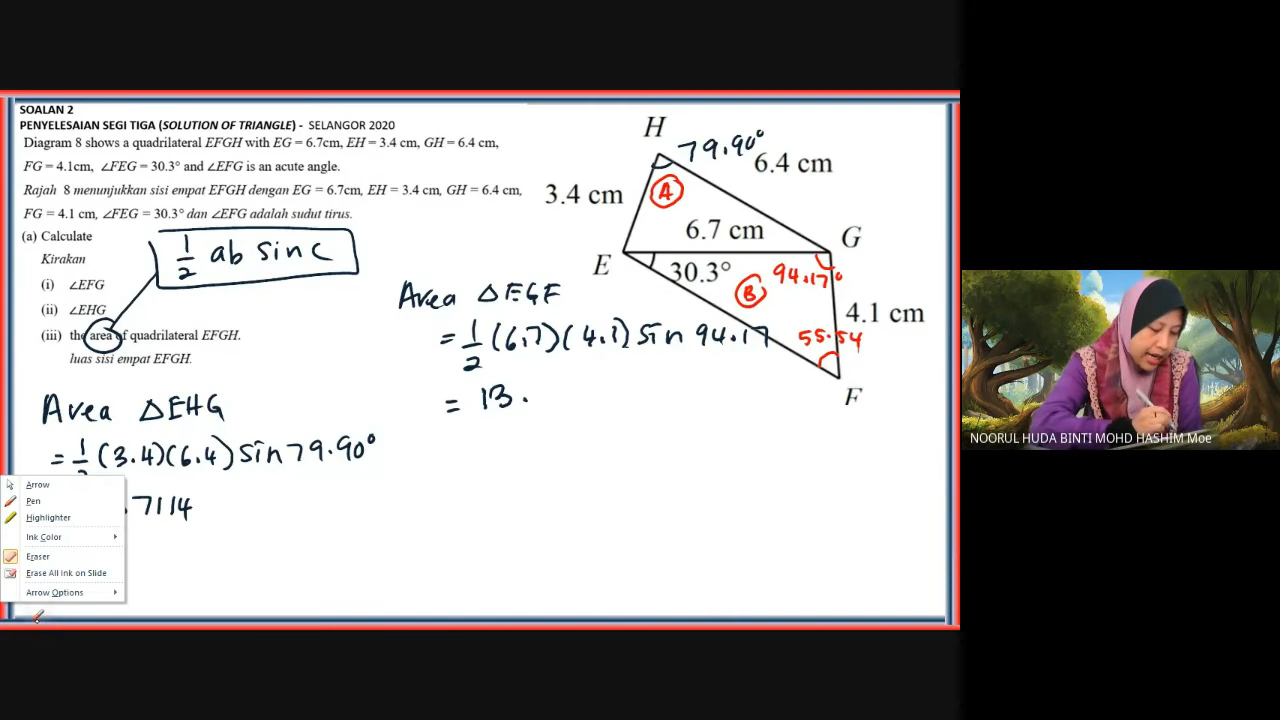 SOALAN 2
PENYELESAIAN SEGI TIGA (SOLUTION OF TRIANGLE) - SELANGOR 2020
Diagram 8 shows a quadrilateral EFGH with EG = 6.7cm, EH = 3.4 cm, GH = 6.4 cm,
FG = 4.1cm, ∠FEG = 30.3° and ∠EFG is an acute angle.
Rajah 8 menunjukkan sisi empat EFGH dengan EG = 6.7cm, EH = 3.4 cm, GH = 6.4 cm,
FG = 4.1 cm, ∠FEG = 30.3° dan ∠EFG adalah sudut tirus.
(a) Calculate
Kirakan
(i) ∠EFG
(ii) ∠EHG
(iii) the area of quadrilateral EFGH.
luas sisi empat EFGH.
1/2 ab sin C
Area △EHG
= 1/2 (3.4)(6.4) sin 79.90°
.7114
Area △EGF
= 1/2 (6.7)(4.1) sin 94.17
= 13.
H
79.90°
6.4 cm
3.4 cm
A
6.7 cm
G
E
30.3°
B
94.17°
4.1 cm
55.54
F
Arrow
Pen
Highlighter
Ink Color
Eraser
Erase All Ink on Slide
Arrow Options
NOORUL HUDA BINTI MOHD HASHIM Moe